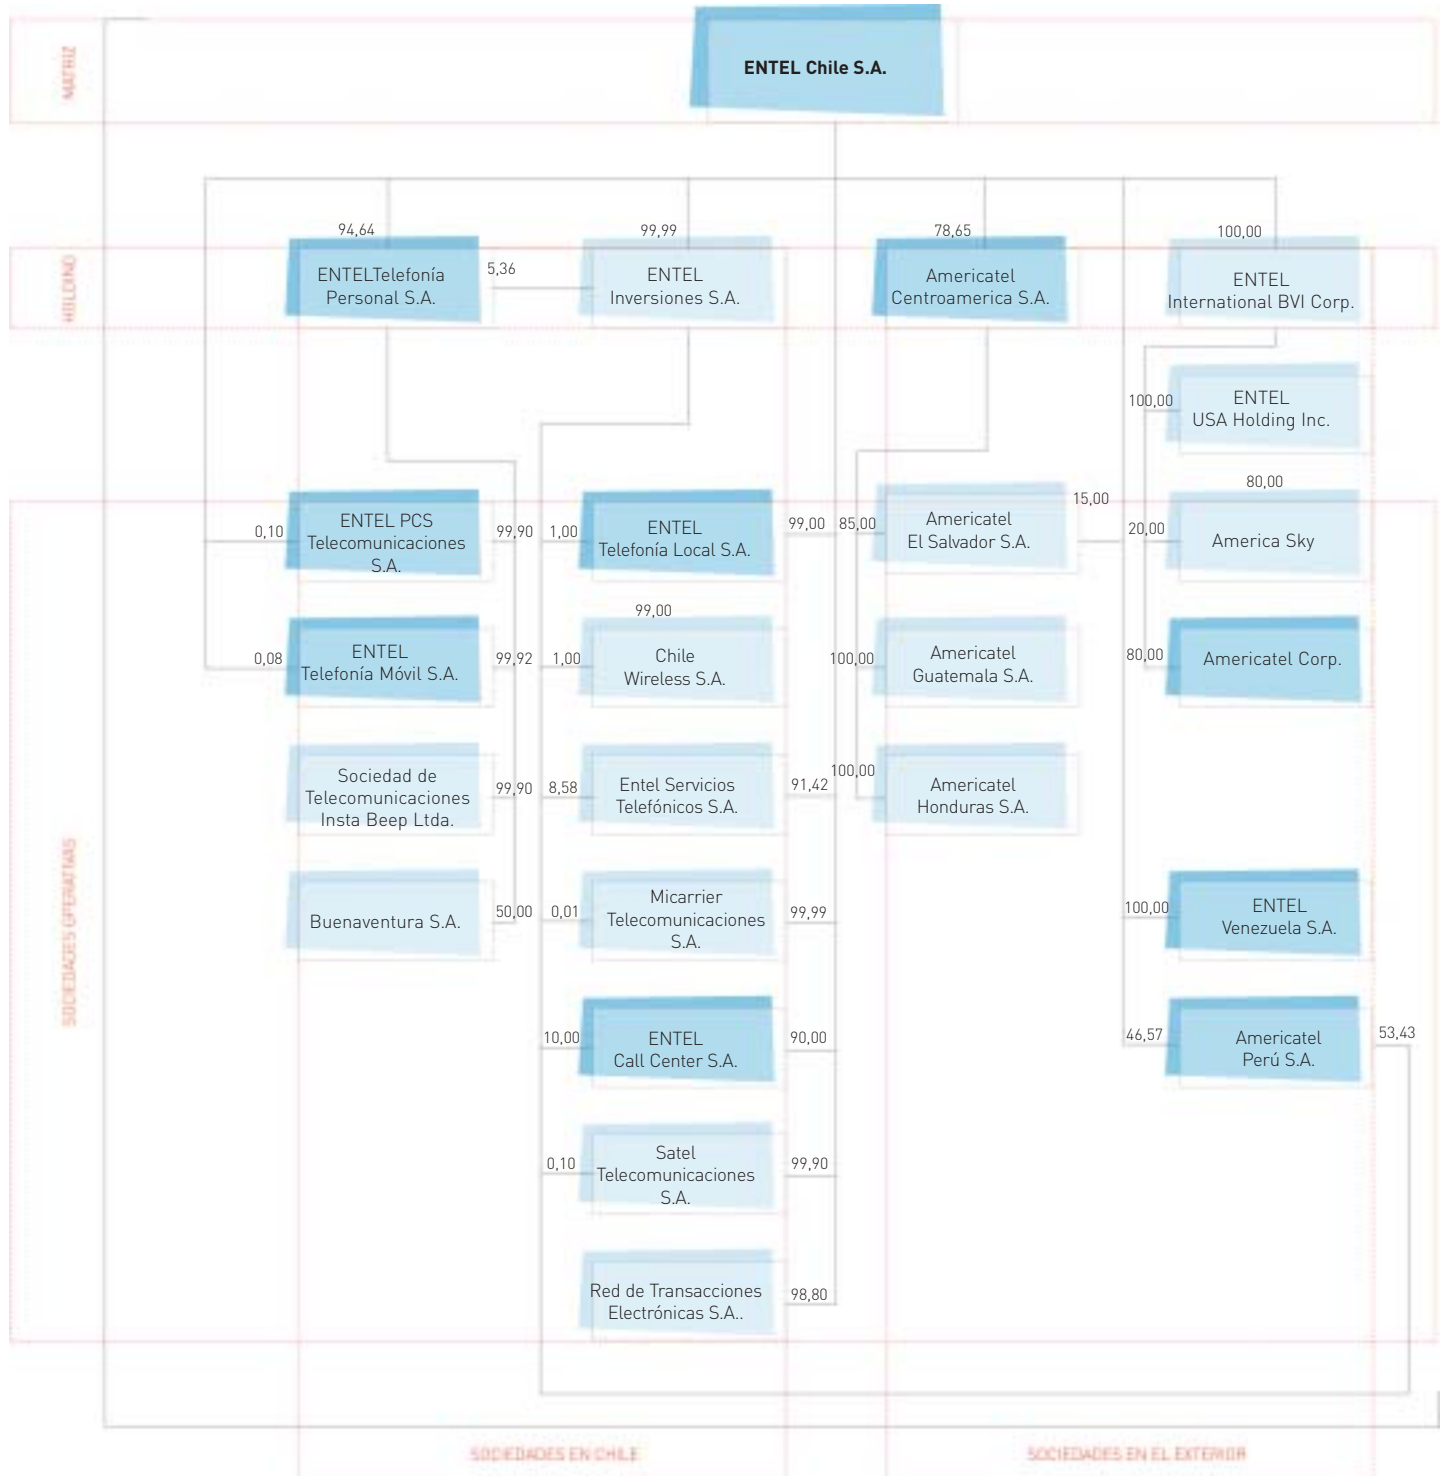 MATRIZ
ENTEL Chile S.A.
HOLDING
94,64
99,99
78,65
100,00
ENTELTelefonía
Personal S.A.
5,36
ENTEL
Inversiones S.A.
Americatel
Centroamerica S.A.
ENTEL
International BVI Corp.
100,00
ENTEL
USA Holding Inc.
SOCIEDADES OPERATIVAS
0,10
ENTEL PCS
Telecomunicaciones
S.A.
99,90
1,00
ENTEL
Telefonía Local S.A.
99,00
85,00
Americatel
El Salvador S.A.
15,00
80,00
20,00
America Sky
0,08
ENTEL
Telefonía Móvil S.A.
99,92
99,00
1,00
Chile
Wireless S.A.
100,00
Americatel
Guatemala S.A.
80,00
Americatel Corp.
Sociedad de
Telecomunicaciones
Insta Beep Ltda.
99,90
8,58
Entel Servicios
Telefónicos S.A.
91,42
100,00
Americatel
Honduras S.A.
Buenaventura S.A.
50,00
0,01
Micarrier
Telecomunicaciones
S.A.
99,99
100,00
ENTEL
Venezuela S.A.
10,00
ENTEL
Call Center S.A.
90,00
46,57
Americatel
Perú S.A.
53,43
0,10
Satel
Telecomunicaciones
S.A.
99,90
Red de Transacciones
Electrónicas S.A..
98,80
SOCIEDADES EN CHILE
SOCIEDADES EN EL EXTERIOR